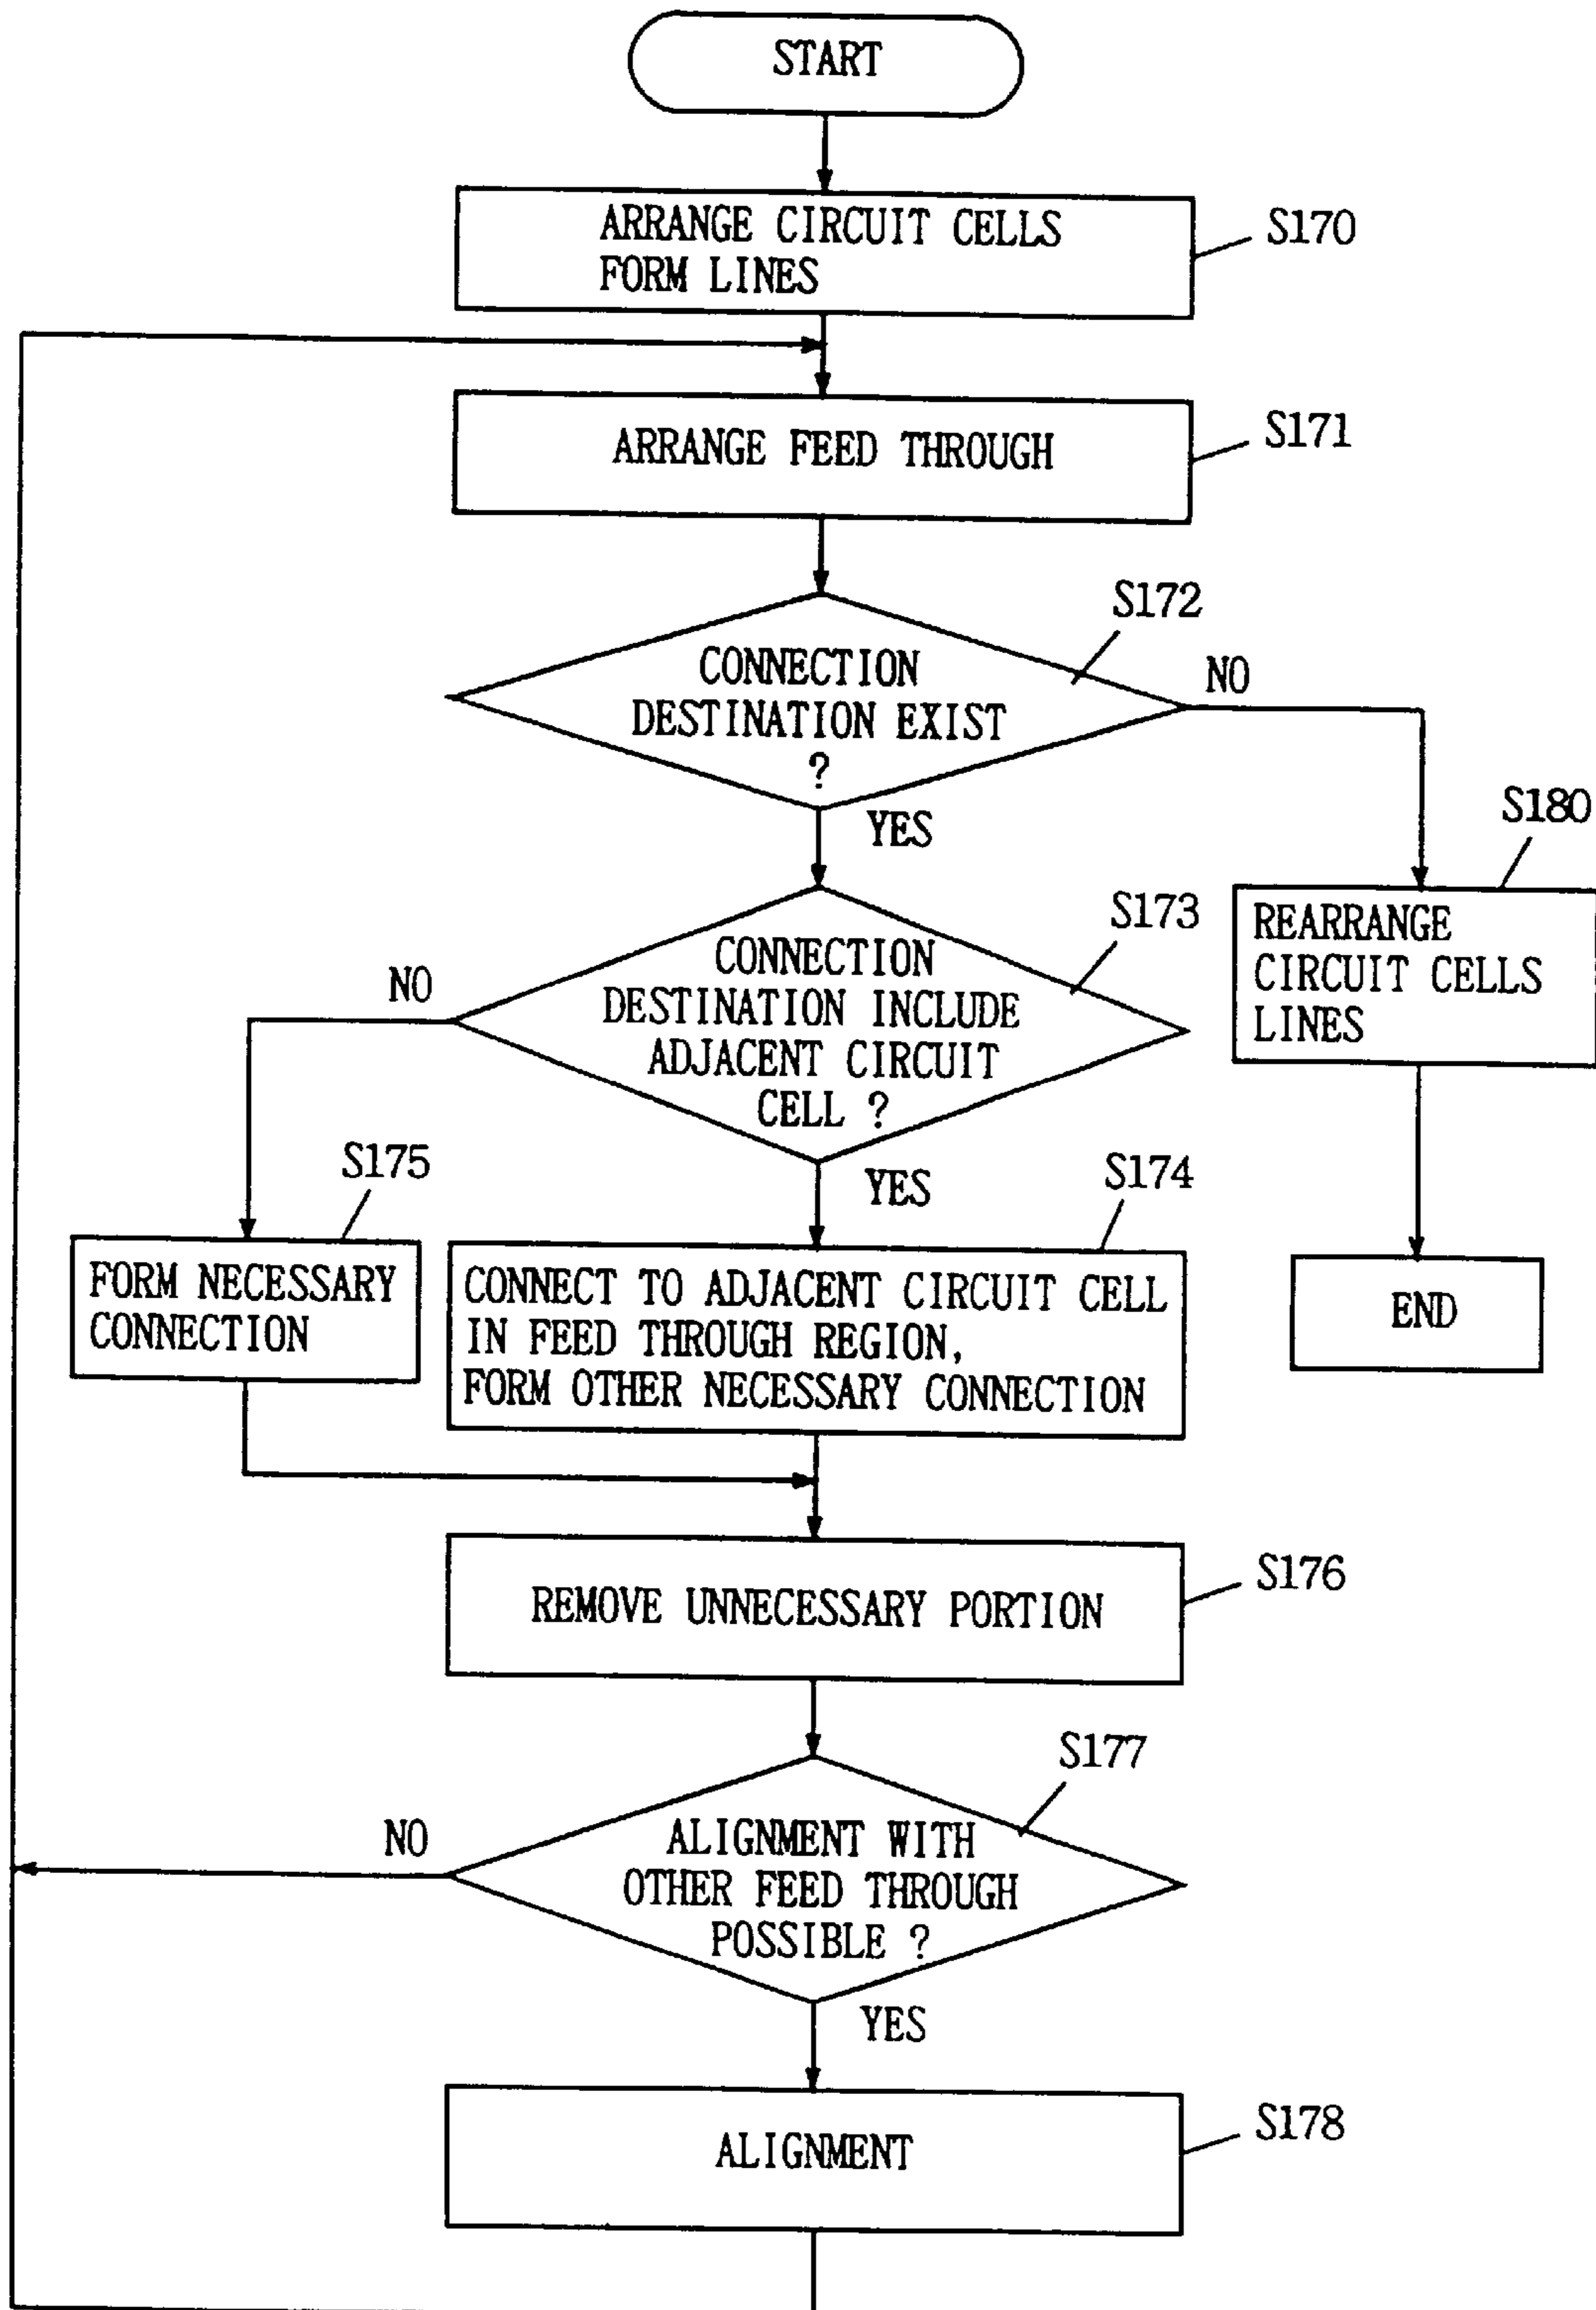 START
ARRANGE CIRCUIT CELLS
FORM LINES
S170
ARRANGE FEED THROUGH
S171
S172
CONNECTION
DESTINATION EXIST
?
NO
YES
S180
REARRANGE
CIRCUIT CELLS
LINES
S173
CONNECTION
DESTINATION INCLUDE
ADJACENT CIRCUIT
CELL ?
NO
YES
S175
FORM NECESSARY
CONNECTION
S174
CONNECT TO ADJACENT CIRCUIT CELL
IN FEED THROUGH REGION,
FORM OTHER NECESSARY CONNECTION
END
REMOVE UNNECESSARY PORTION
S176
S177
ALIGNMENT WITH
OTHER FEED THROUGH
POSSIBLE ?
NO
YES
ALIGNMENT
S178